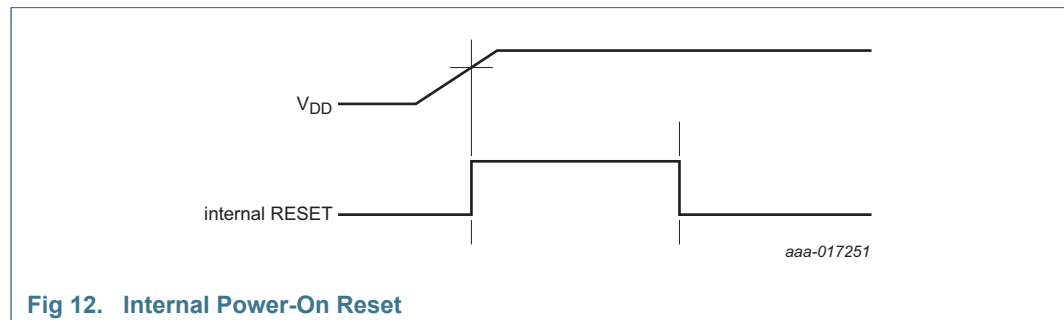 VDD
internal RESET
aaa-017251
Fig 12. Internal Power-On Reset